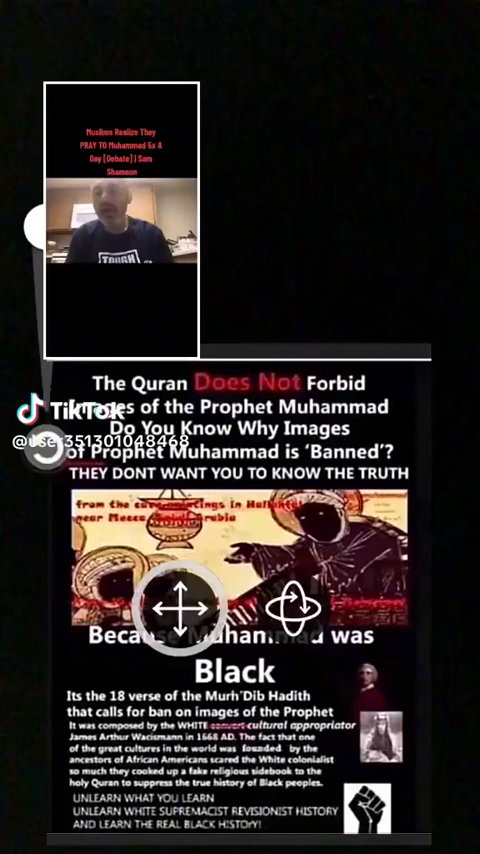 Muslims Realize They
PRAY TO Muhammad 5x A
Day [Debate] | Sam
Shamoun
TOUGH
The Quran Does Not Forbid
Images of the Prophet Muhammad
TikTok
Do You Know Why Images
@user351301048468
of Prophet Muhammad is ‘Banned’?
THEY DONT WANT YOU TO KNOW THE TRUTH
from the cave paintings in
near Mecca Saudi Arabia
Because Muhammad was
Black
Its the 18 verse of the Murh'Dib Hadith
that calls for ban on images of the Prophet
It was composed by the WHITE convert cultural appropriator
James Arthur Wacismann in 1668 AD. The fact that one
of the great cultures in the world was founded by the
ancestors of African Americans scared the White colonialist
so much they cooked up a fake religious sidebook to the
holy Quran to suppress the true history of Black peoples.
UNLEARN WHAT YOU LEARN
UNLEARN WHITE SUPREMACIST REVISIONIST HISTORY
AND LEARN THE REAL BLACK HISTOrY!